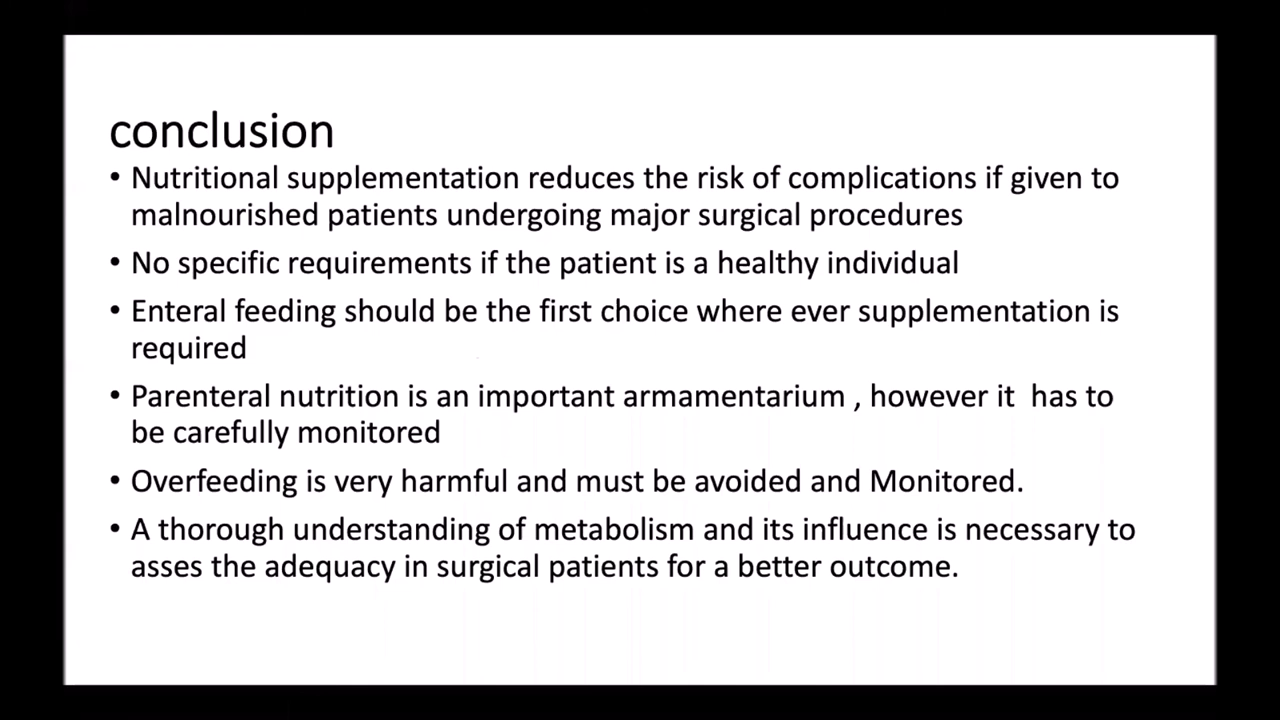 conclusion
• Nutritional supplementation reduces the risk of complications if given to
malnourished patients undergoing major surgical procedures
• No specific requirements if the patient is a healthy individual
• Enteral feeding should be the first choice where ever supplementation is
required
• Parenteral nutrition is an important armamentarium , however it  has to
be carefully monitored
• Overfeeding is very harmful and must be avoided and Monitored.
• A thorough understanding of metabolism and its influence is necessary to
asses the adequacy in surgical patients for a better outcome.